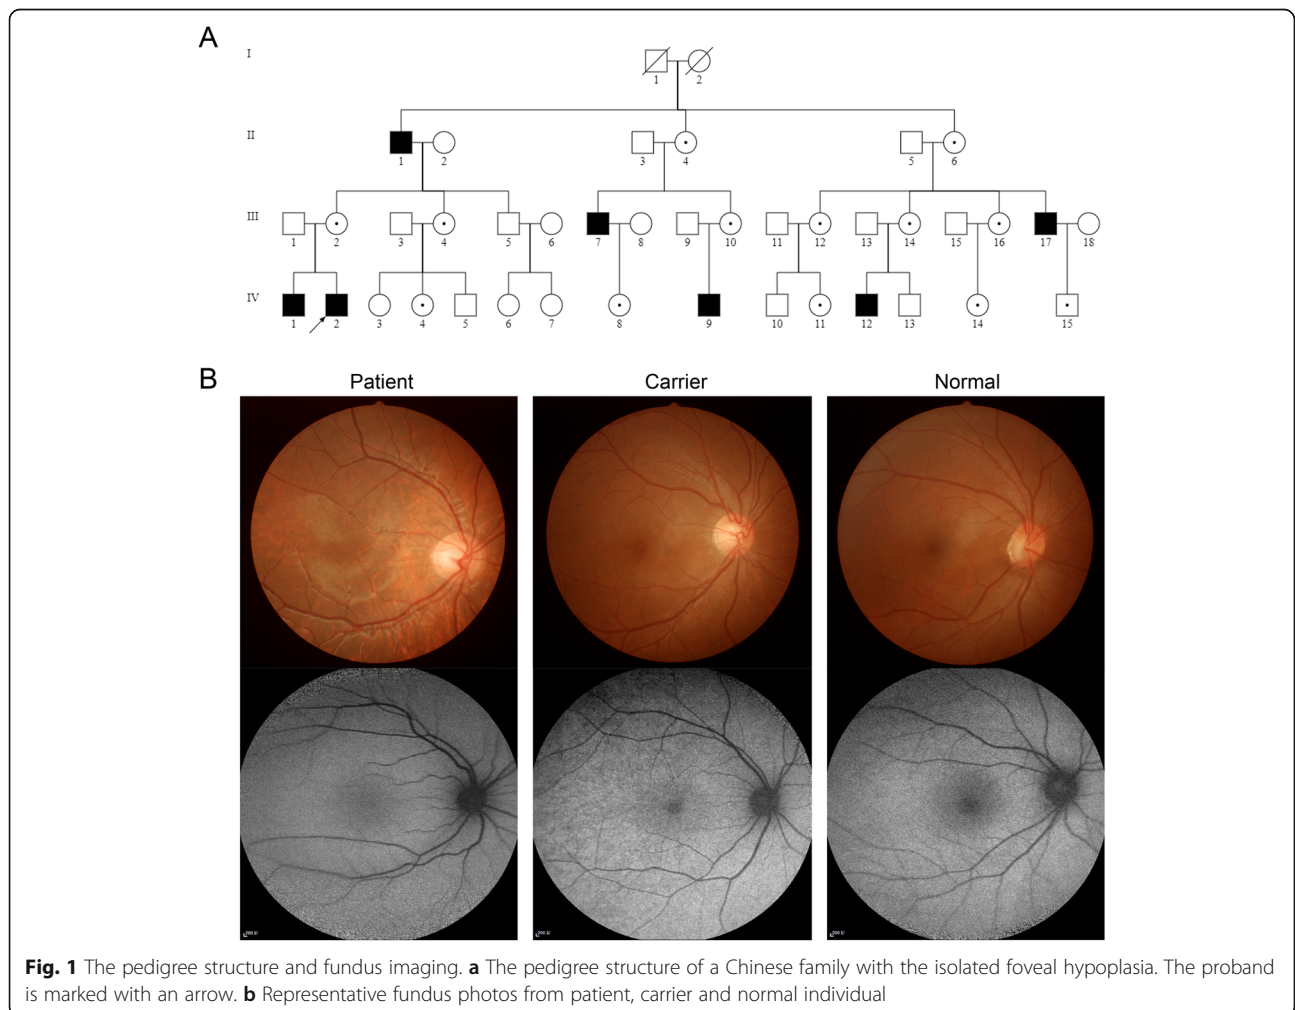 A
I
1 2
II
1 2 3 4 5 6
III
1 2 3 4 5 6 7 8 9 10 11 12 13 14 15 16 17 18
IV
1 2 3 4 5 6 7 8 9 10 11 12 13 14 15
B
Patient Carrier Normal
Fig. 1 The pedigree structure and fundus imaging. a The pedigree structure of a Chinese family with the isolated foveal hypoplasia. The proband
is marked with an arrow. b Representative fundus photos from patient, carrier and normal individual